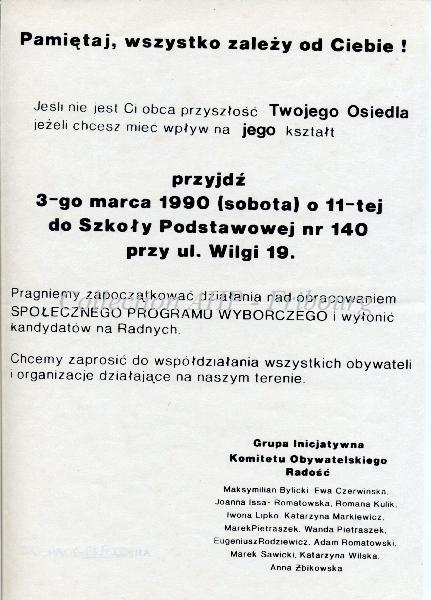 Pamiętaj, wszystko zależy od Ciebie !
Jeśli nie jest Ci obca przyszłość Twojego Osiedla
jeżeli chcesz mieć wpływ na jego kształt
przyjdź
3-go marca 1990 (sobota) o 11-tej
do Szkoły Podstawowej nr 140
przy ul. Wilgi 19.
Pragniemy zapoczątkować działania nad opracowaniem
SPOŁECZNEGO PROGRAMU WYBORCZEGO i wyłonić
kandydatów na Radnych.
Collection AHP - Fribourg
Chcemy zaprosić do współdziałania wszystkich obywateli
i organizacje działające na naszym terenie.
Grupa Inicjatywna
Komitetu Obywatelskiego
Radość
Maksymilian Bylicki, Ewa Czerwińska,
Joanna Issa- Romatowska, Romana Kulik,
Iwona Lipko, Katarzyna Markiewicz,
MarekPietraszek, Wanda Pietraszek,
EugeniuszRodziewicz, Adam Romatowski,
Marek Sawicki, Katarzyna Wilska,
Anna Żbikowska